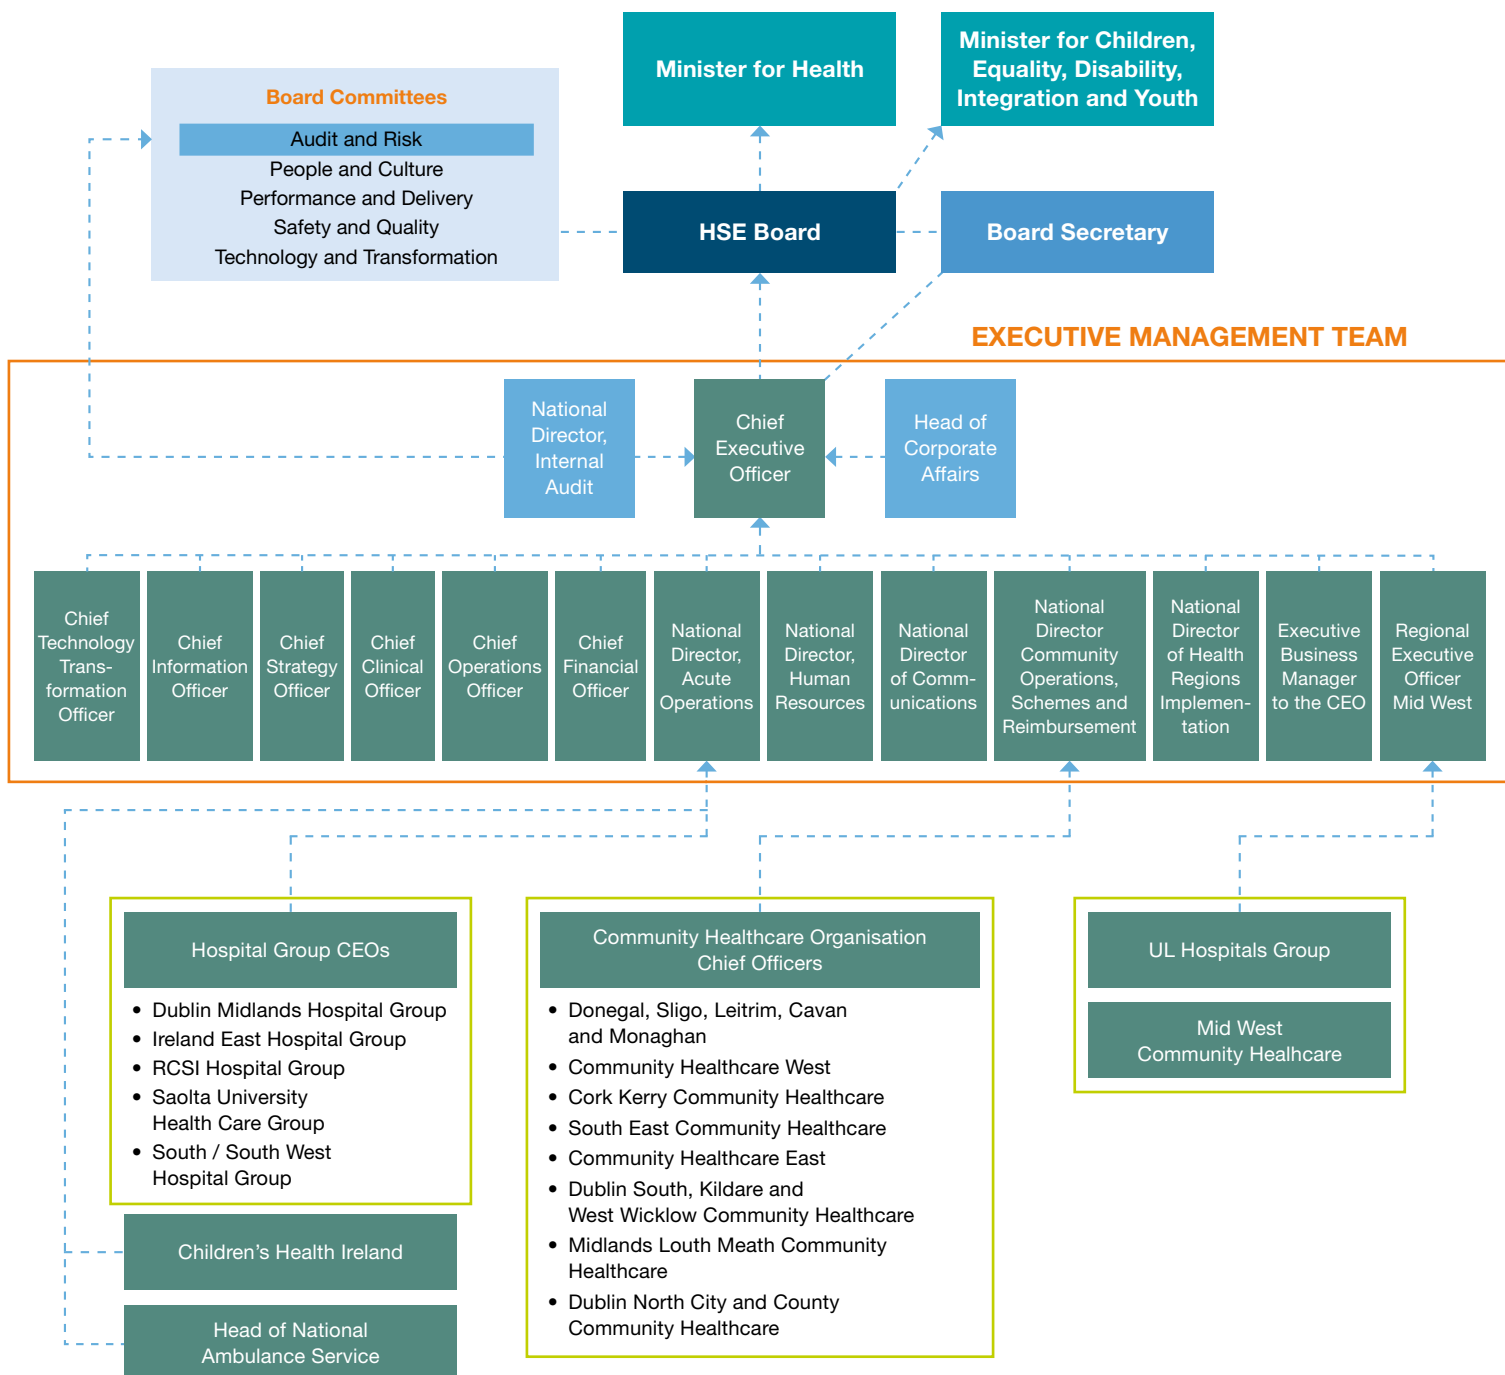 Minister for Health
Minister for Children,
Equality, Disability,
Integration and Youth
Board Committees
Audit and Risk
People and Culture
Performance and Delivery
Safety and Quality
Technology and Transformation
HSE Board
Board Secretary
EXECUTIVE MANAGEMENT TEAM
National
Director,
Internal
Audit
Chief
Executive
Officer
Head of
Corporate
Affairs
Chief
Technology
Trans-
formation
Officer
Chief
Information
Officer
Chief
Strategy
Officer
Chief
Clinical
Officer
Chief
Operations
Officer
Chief
Financial
Officer
National
Director,
Acute
Operations
National
Director,
Human
Resources
National
Director
of Comm-
unications
National
Director
Community
Operations,
Schemes and
Reimbursement
National
Director
of Health
Regions
Implemen-
tation
Executive
Business
Manager
to the CEO
Regional
Executive
Officer
Mid West
Hospital Group CEOs
• Dublin Midlands Hospital Group
• Ireland East Hospital Group
• RCSI Hospital Group
• Saolta University
Health Care Group
• South / South West
Hospital Group
Children's Health Ireland
Head of National
Ambulance Service
Community Healthcare Organisation
Chief Officers
• Donegal, Sligo, Leitrim, Cavan
and Monaghan
• Community Healthcare West
• Cork Kerry Community Healthcare
• South East Community Healthcare
• Community Healthcare East
• Dublin South, Kildare and
West Wicklow Community Healthcare
• Midlands Louth Meath Community
Healthcare
• Dublin North City and County
Community Healthcare
UL Hospitals Group
Mid West
Community Healhcare